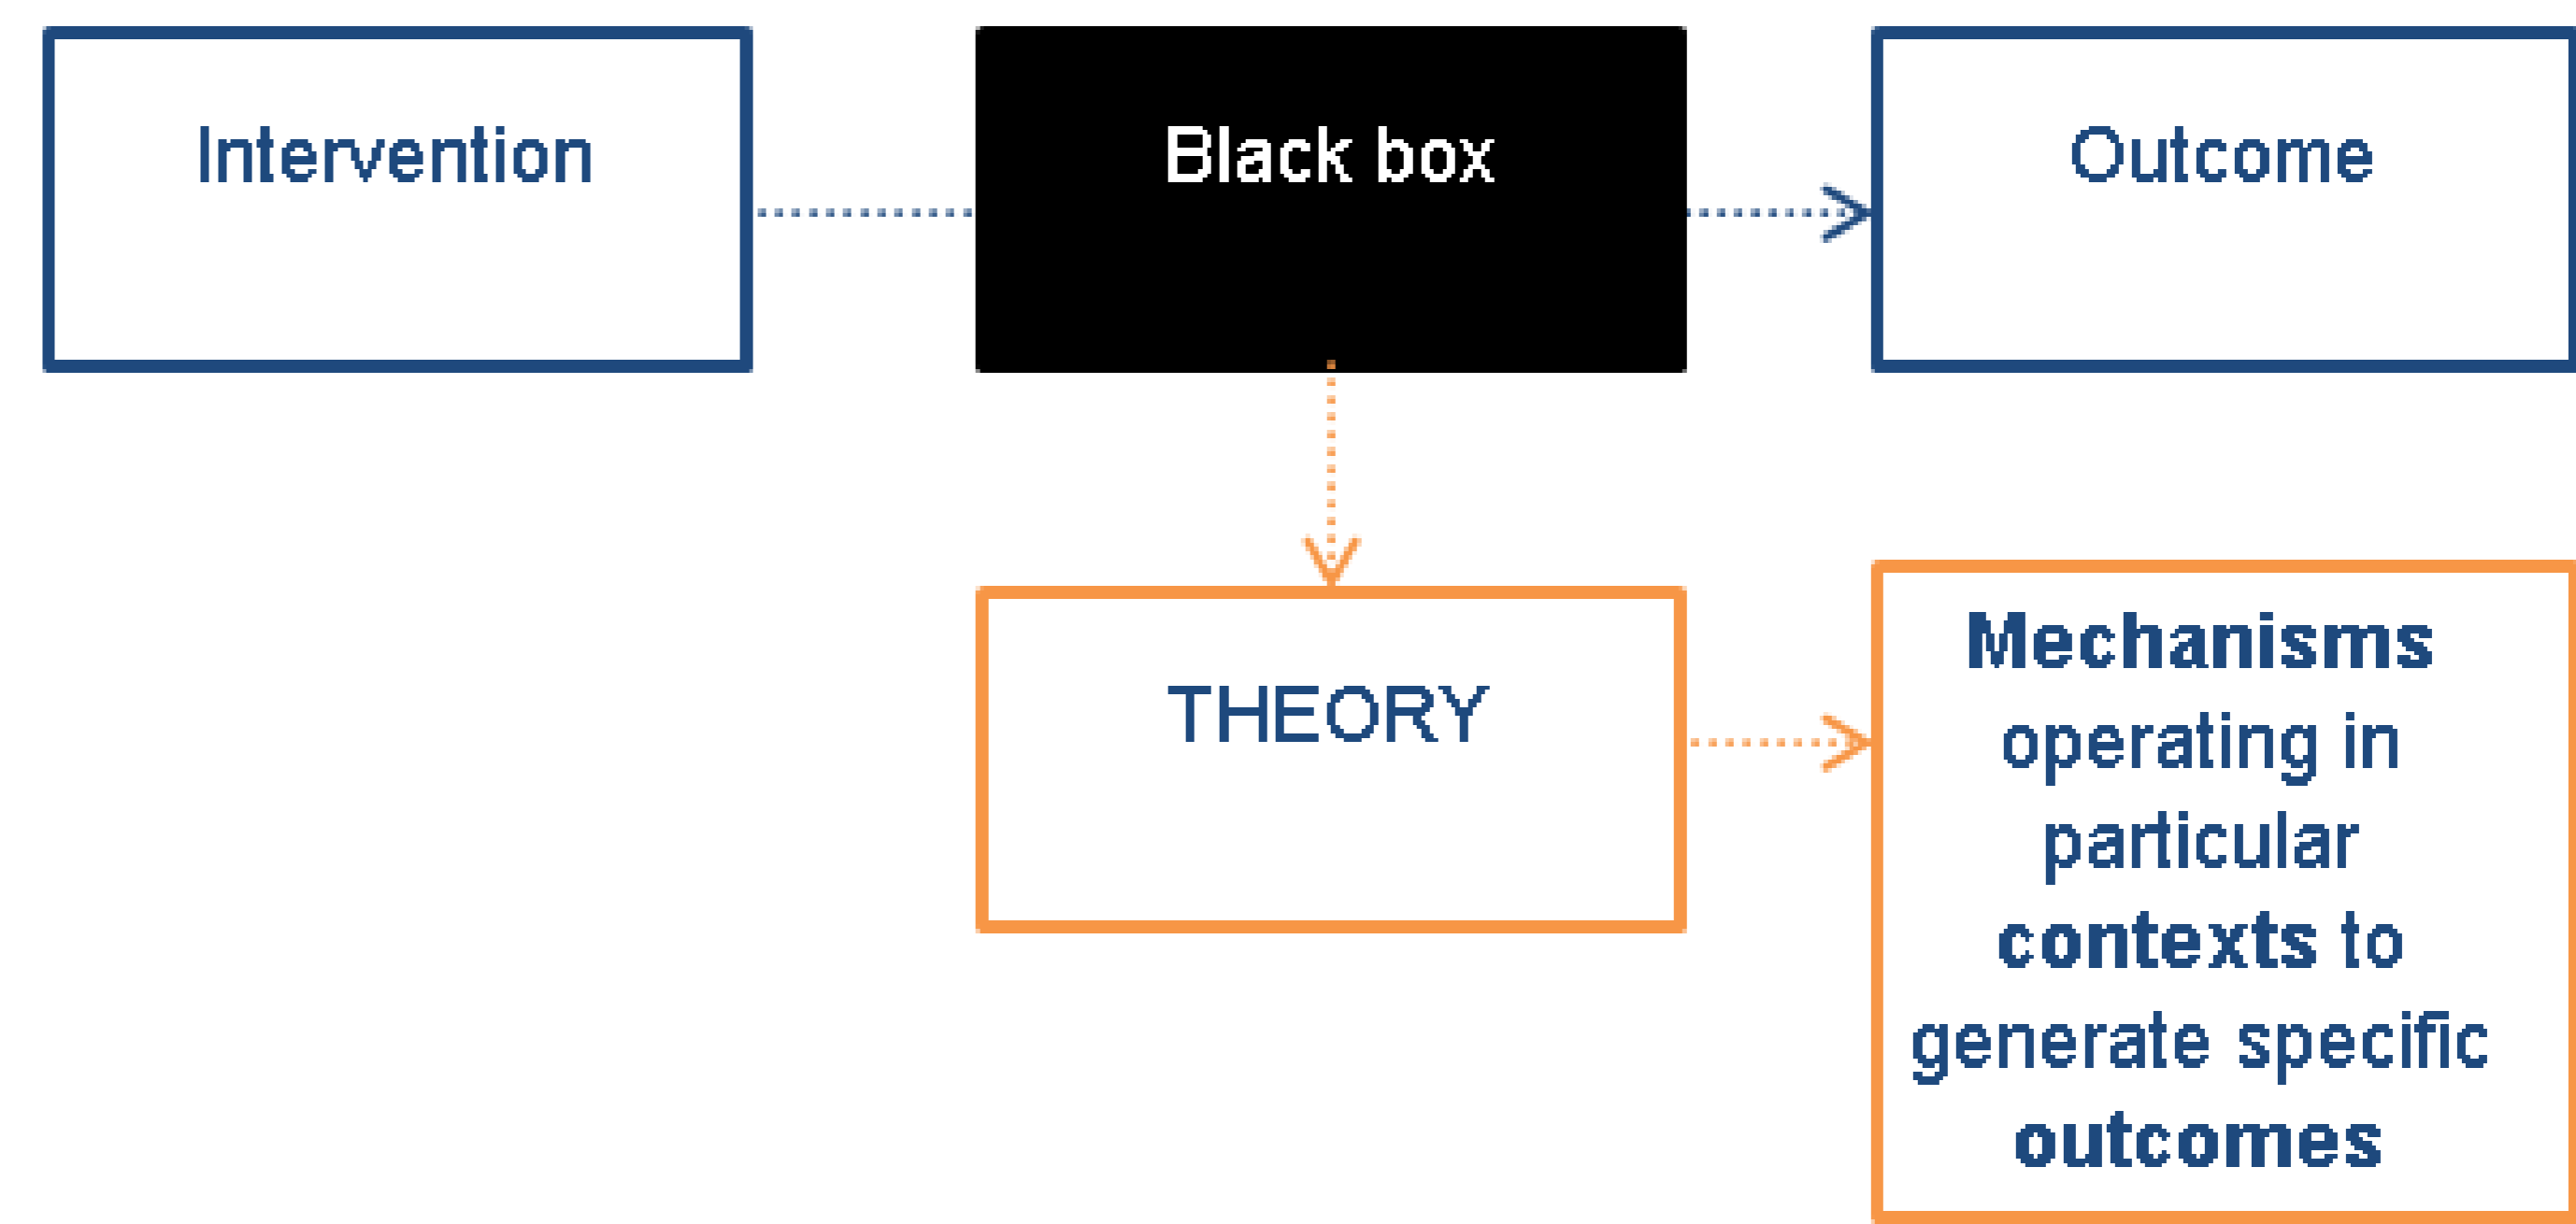 Intervention
Black box
Outcome
THEORY
Mechanisms
operating in
particular
contexts to
generate specific
outcomes